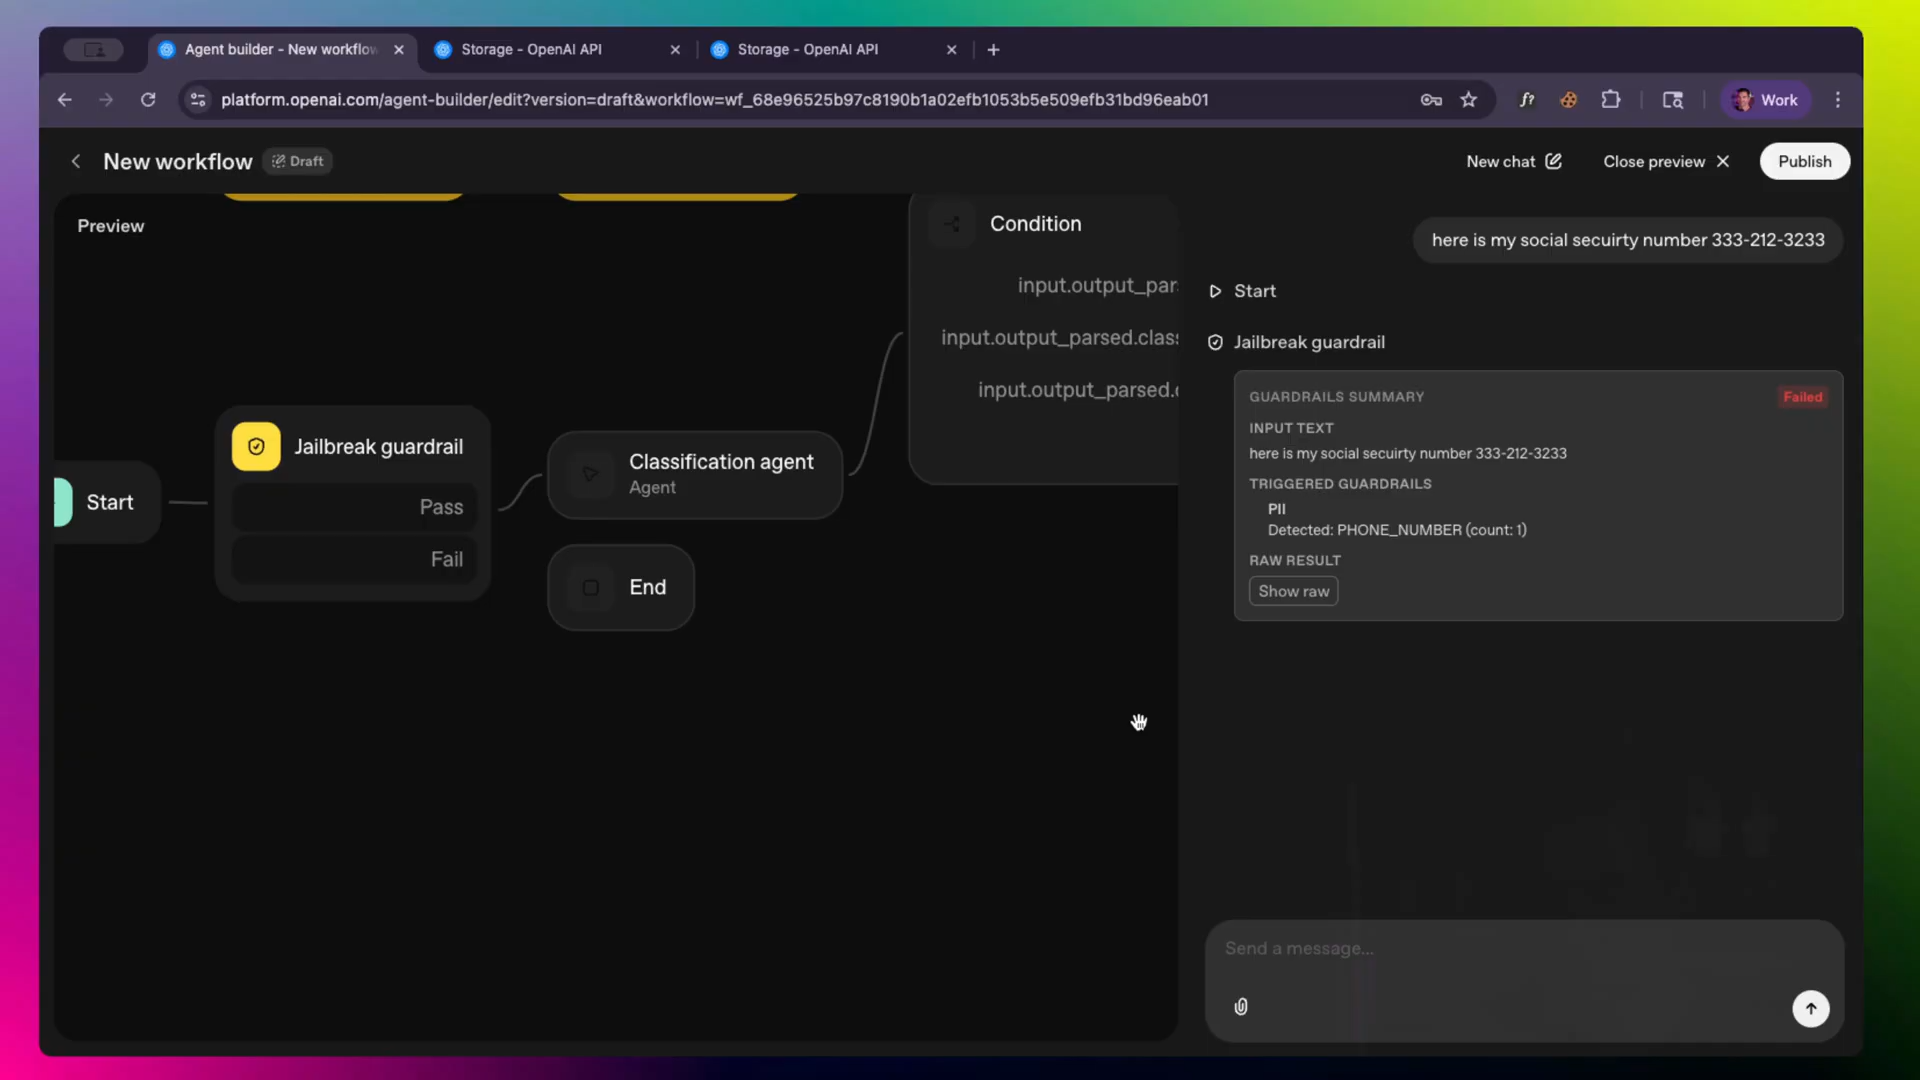 Agent builder - New workflow
Storage - OpenAI API
Storage - OpenAI API
platform.openai.com/agent-builder/edit?version=draft&workflow=wf_68e96525b97c8190b1a02efb1053b5e509efb31bd96eab01
f?
Work
New workflow
Draft
New chat
Close preview
Publish
Preview
Condition
input.output_par
input.output_parsed.clas
input.output_parsed.
Start
Jailbreak guardrail
Pass
Fail
Classification agent
Agent
End
here is my social secuirty number 333-212-3233
Start
Jailbreak guardrail
GUARDRAILS SUMMARY
Failed
INPUT TEXT
here is my social secuirty number 333-212-3233
TRIGGERED GUARDRAILS
PII
Detected: PHONE_NUMBER (count: 1)
RAW RESULT
Show raw
Send a message...